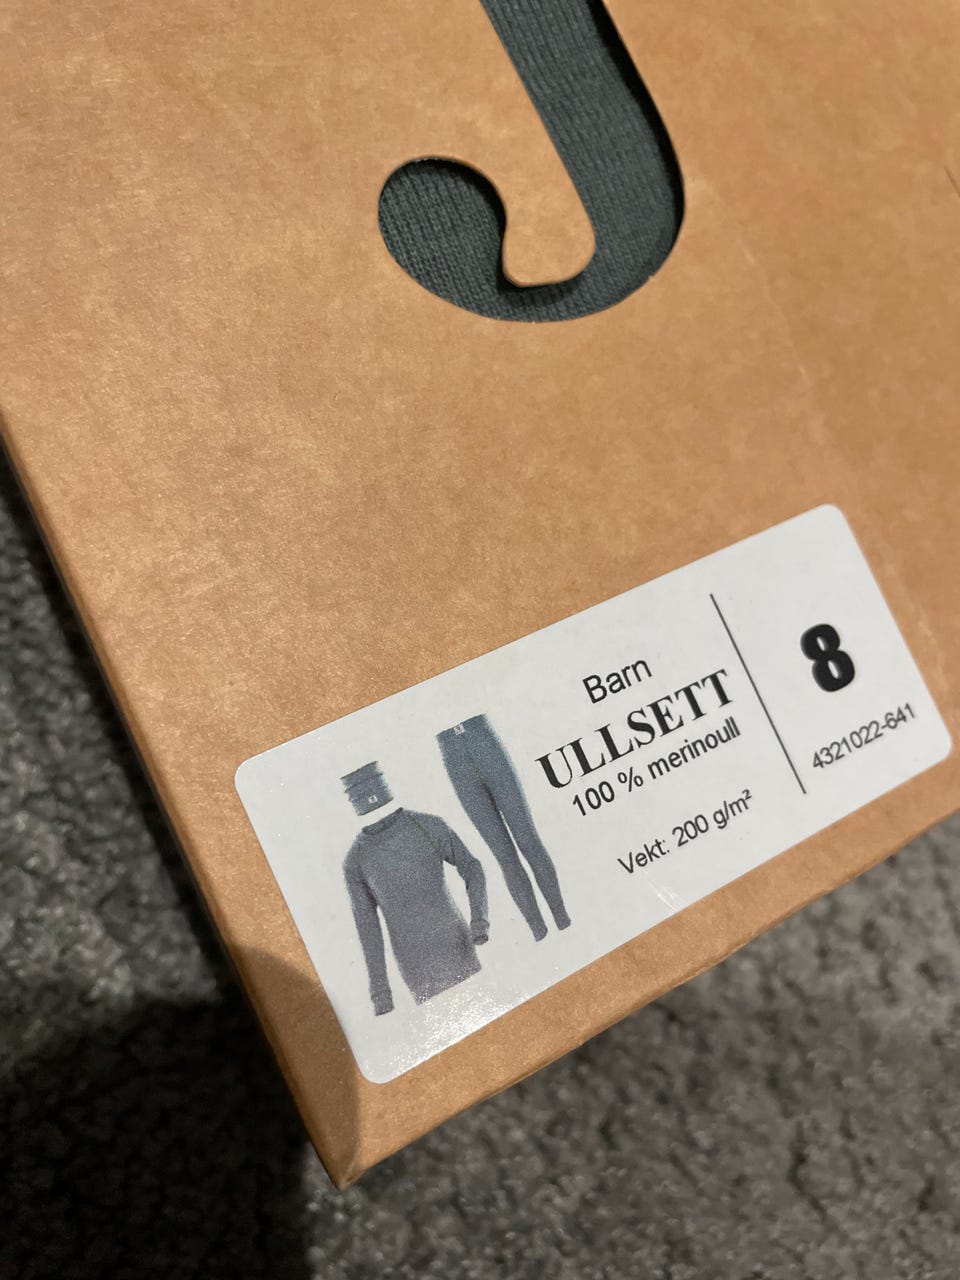 Barn
ULLSETT
100 % merinoull
Vekt: 200 g/m²
8
4321022-641